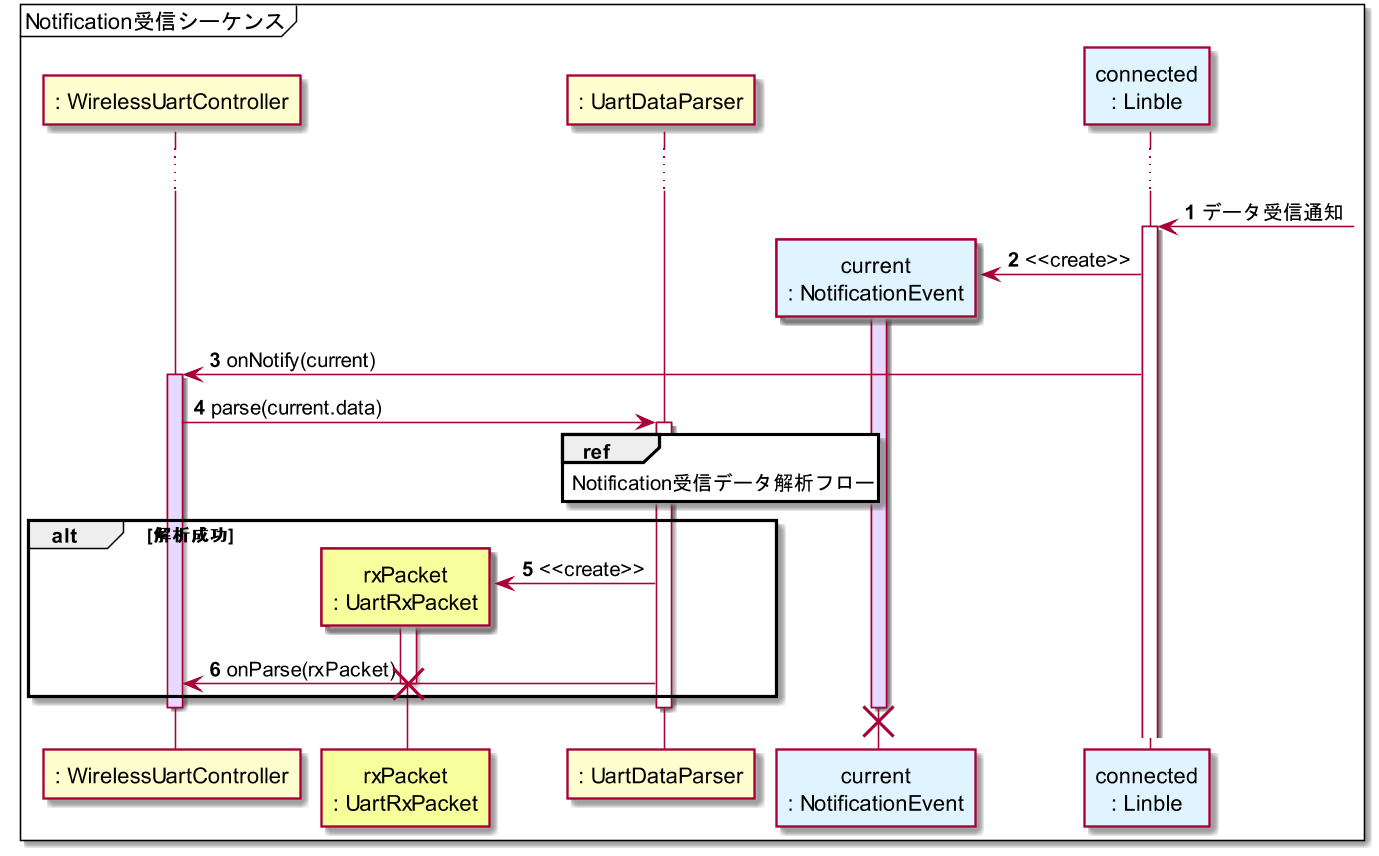 Notification受信シーケンス
connected
: Linble
: WirelessUartController
: UartDataParser
1 データ受信通知
2 <<create>>
current
: NotificationEvent
3 onNotify(current)
4 parse(current.data)
ref
Notification受信データ解析フロー
alt
[解析成功]
5 <<create>>
rxPacket
: UartRxPacket
6 onParse(rxPacket)
: WirelessUartController
rxPacket
: UartRxPacket
: UartDataParser
current
: NotificationEvent
connected
: Linble